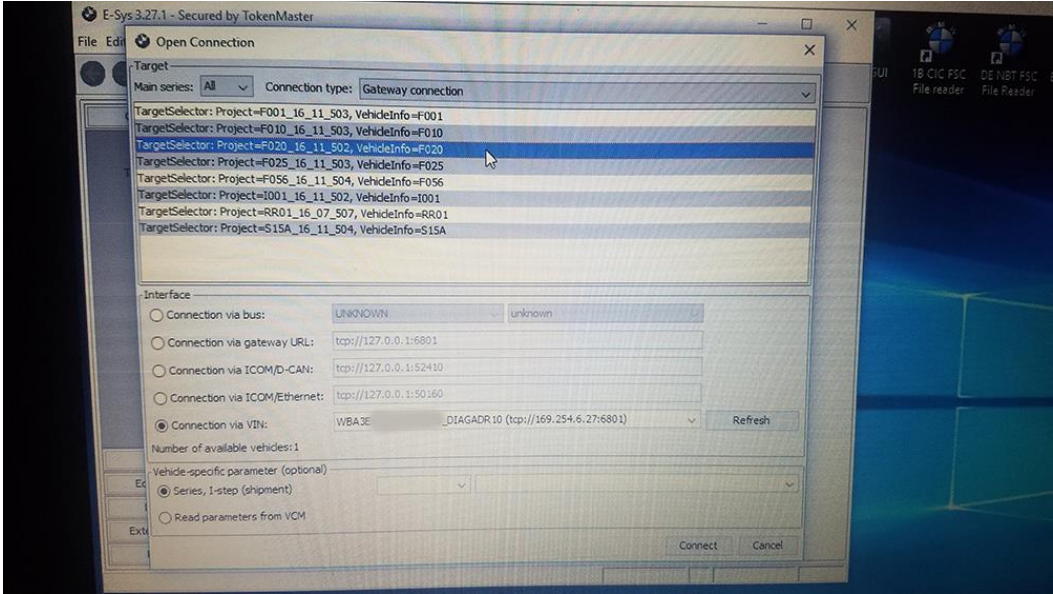 E-Sys 3.27.1 - Secured by TokenMaster
File Edi
Open Connection
Target
Main series: All Connection type: Gateway connection
TargetSelector: Project=F001_16_11_503, VehicleInfo=F001
TargetSelector: Project=F010_16_11_503, VehicleInfo=F010
TargetSelector: Project=F020_16_11_502, VehicleInfo=F020
TargetSelector: Project=F025_16_11_503, VehicleInfo=F025
TargetSelector: Project=F056_16_11_504, VehicleInfo=F056
TargetSelector: Project=I001_16_11_502, VehicleInfo=I001
TargetSelector: Project=RR01_16_07_507, VehicleInfo=RR01
TargetSelector: Project=S15A_16_11_504, VehicleInfo=S15A
Interface
Connection via bus: UNKNOWN unknown
Connection via gateway URL: tcp://127.0.0.1:6801
Connection via ICOM/D-CAN: tcp://127.0.0.1:52410
Connection via ICOM/Ethernet: tcp://127.0.0.1:50160
Connection via VIN: WBA3E _DIAGADR10 (tcp://169.254.6.27:6801) Refresh
Number of available vehicles:1
Vehicle-specific parameter (optional)
Series, I-step (shipment)
Read parameters from VCM
Exte
Connect Cancel
GUI
1B CIC FSC
File reader
DE NBT FSC
File Reader